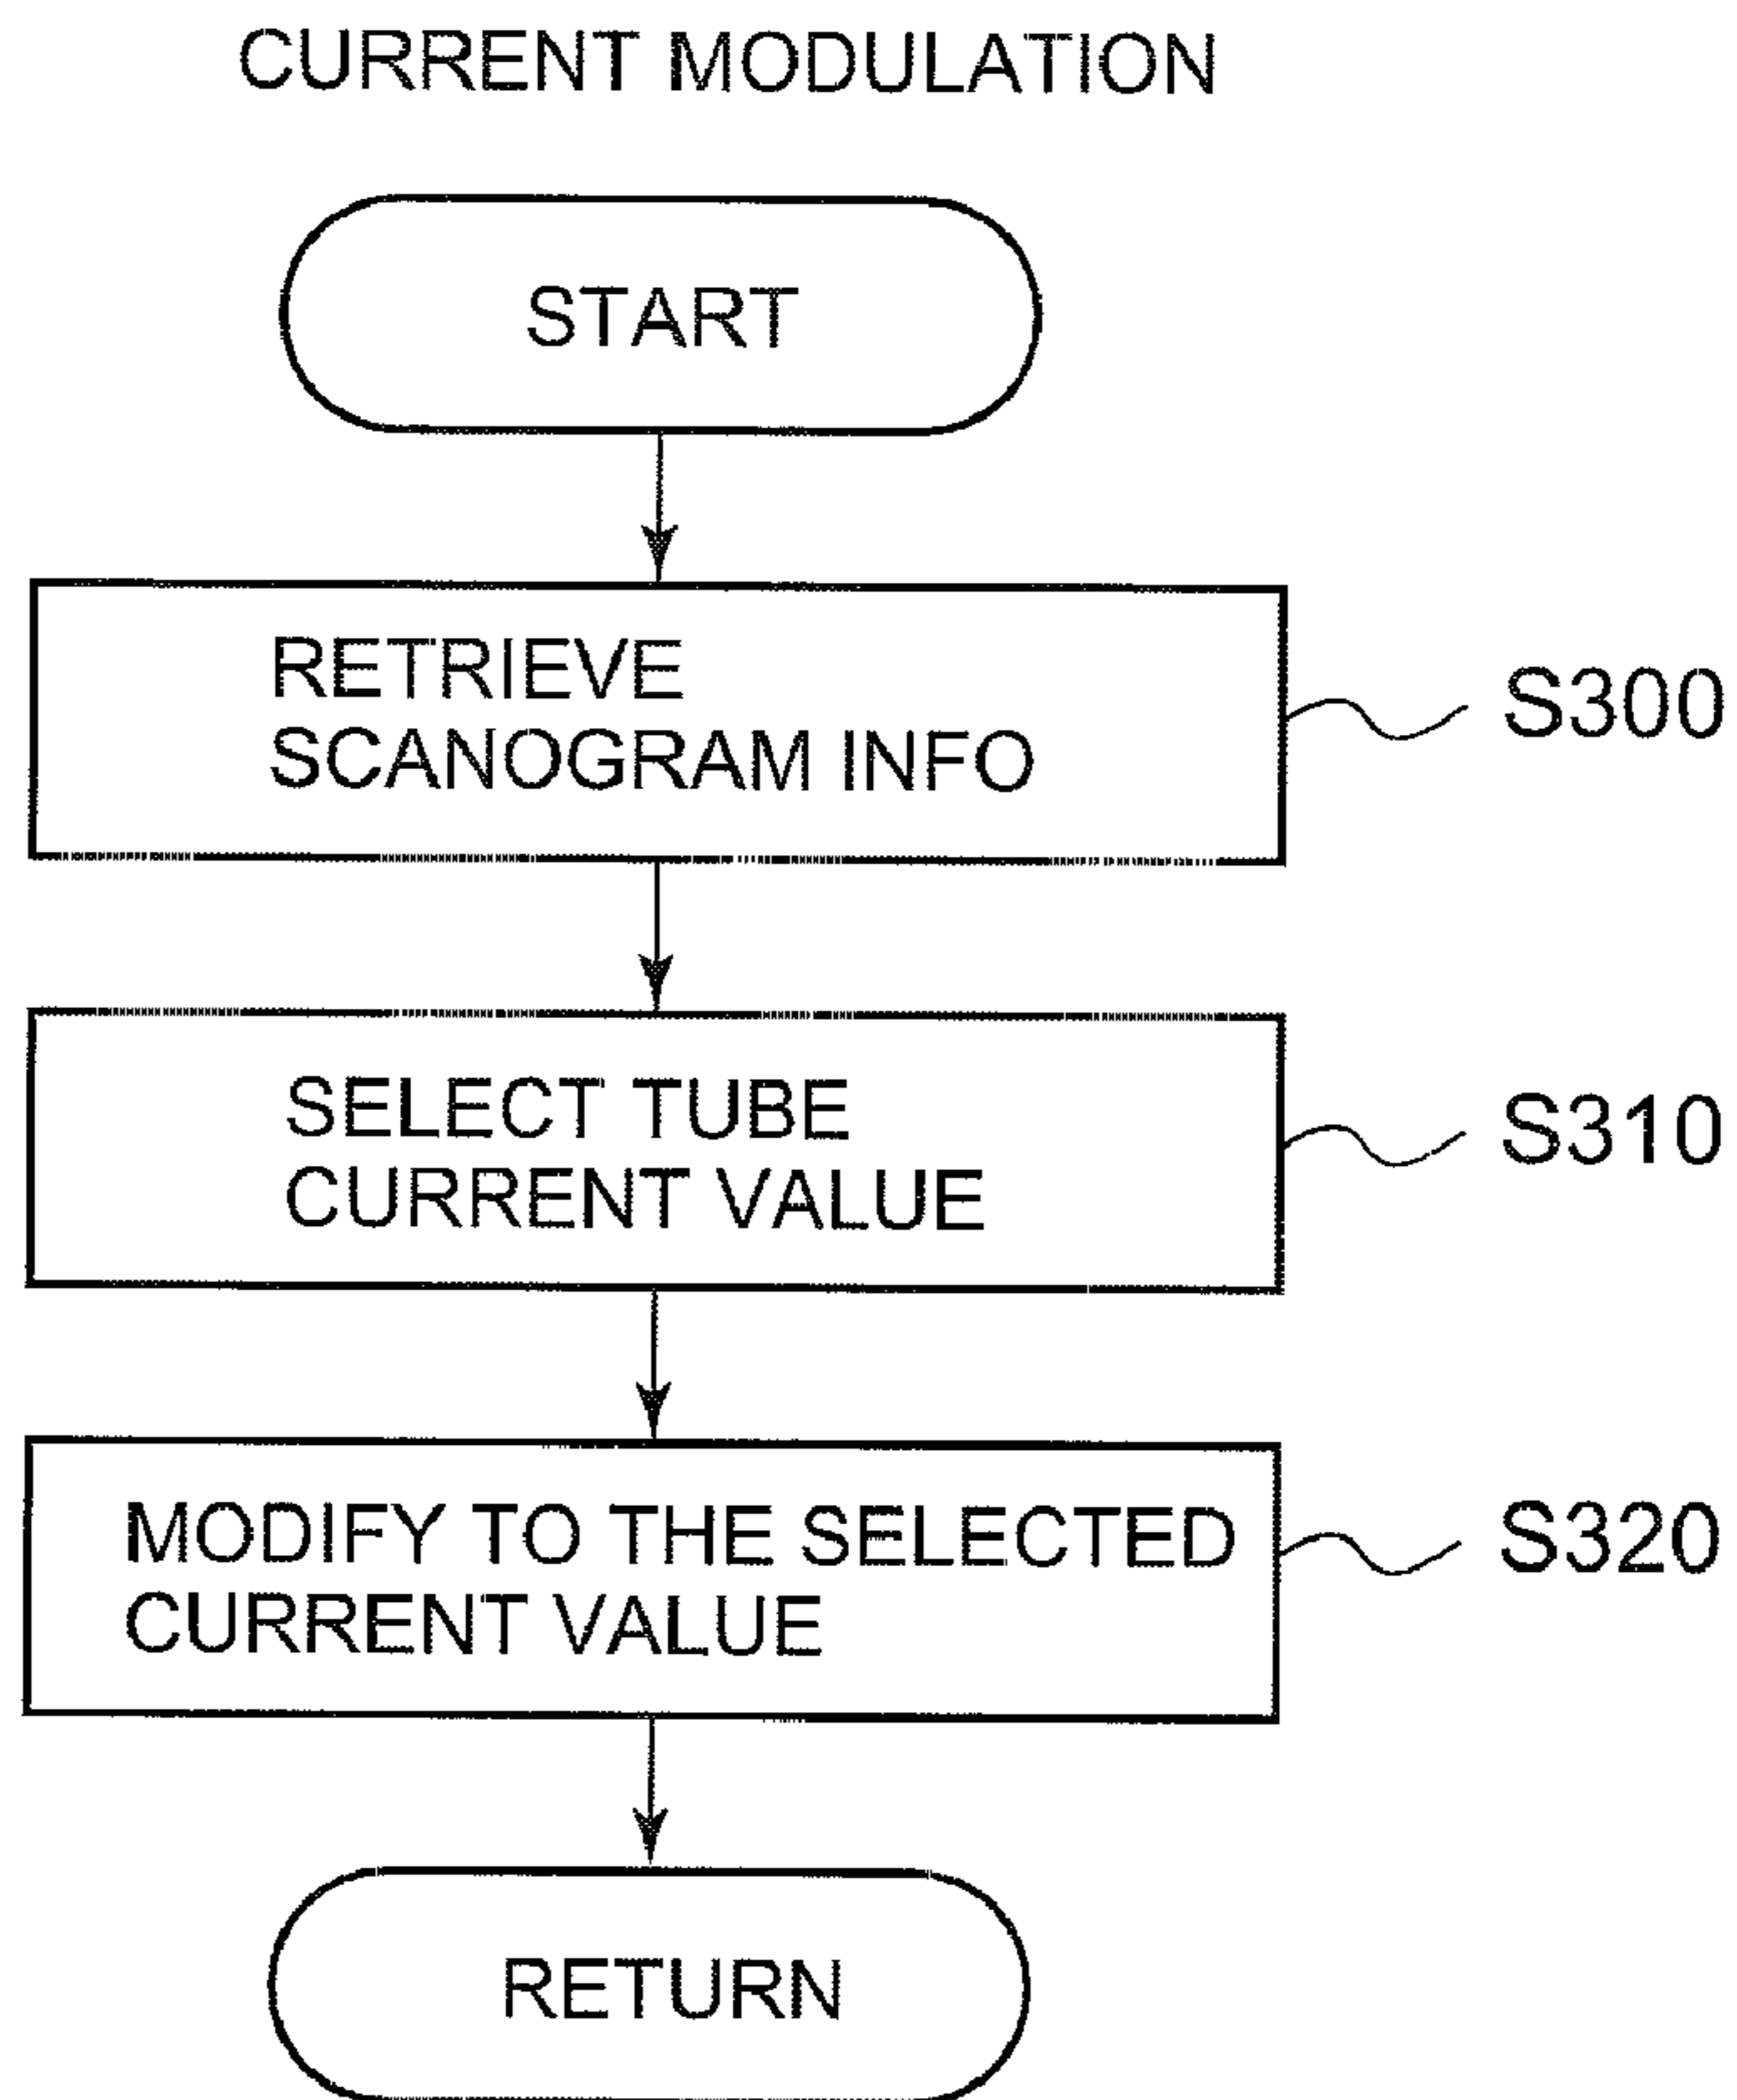 CURRENT MODULATION
START
RETRIEVE
SCANOGRAM INFO
S300
SELECT TUBE
CURRENT VALUE
S310
MODIFY TO THE SELECTED
CURRENT VALUE
S320
RETURN